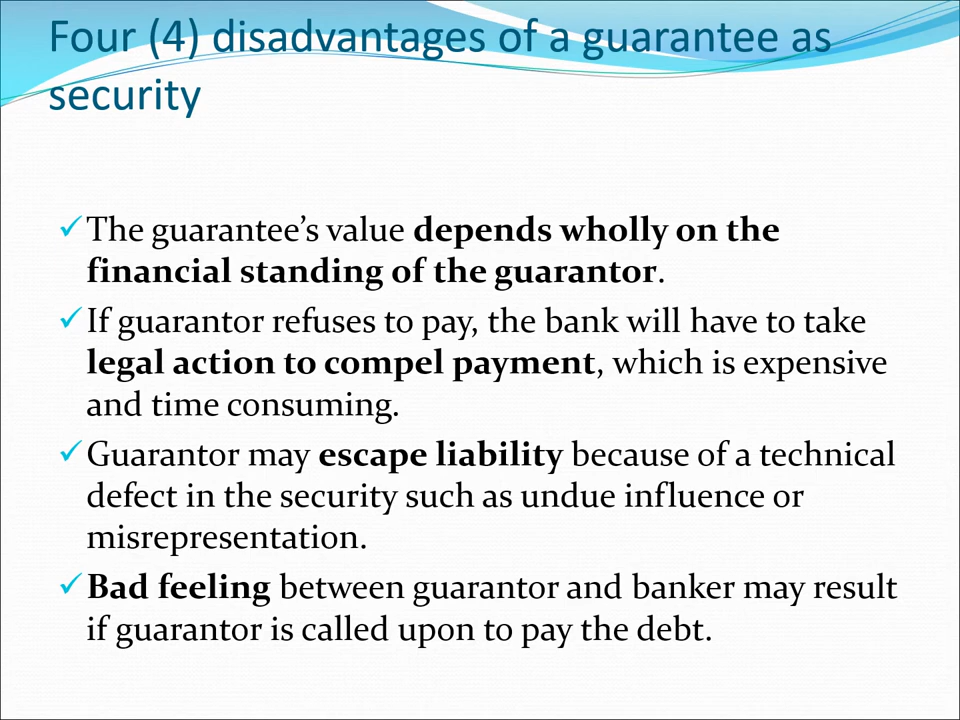 Four (4) disadvantages of a guarantee as
security
✓The guarantee’s value depends wholly on the
financial standing of the guarantor.
✓If guarantor refuses to pay, the bank will have to take
legal action to compel payment, which is expensive
and time consuming.
✓Guarantor may escape liability because of a technical
defect in the security such as undue influence or
misrepresentation.
✓Bad feeling between guarantor and banker may result
if guarantor is called upon to pay the debt.